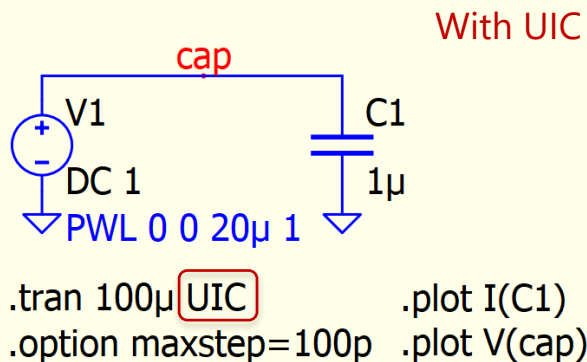 With UIC
cap
V1
C1
DC 1
1µ
PWL 0 0 20µ 1
.tran 100µ UIC
.plot I(C1)
.option maxstep=100p
.plot V(cap)